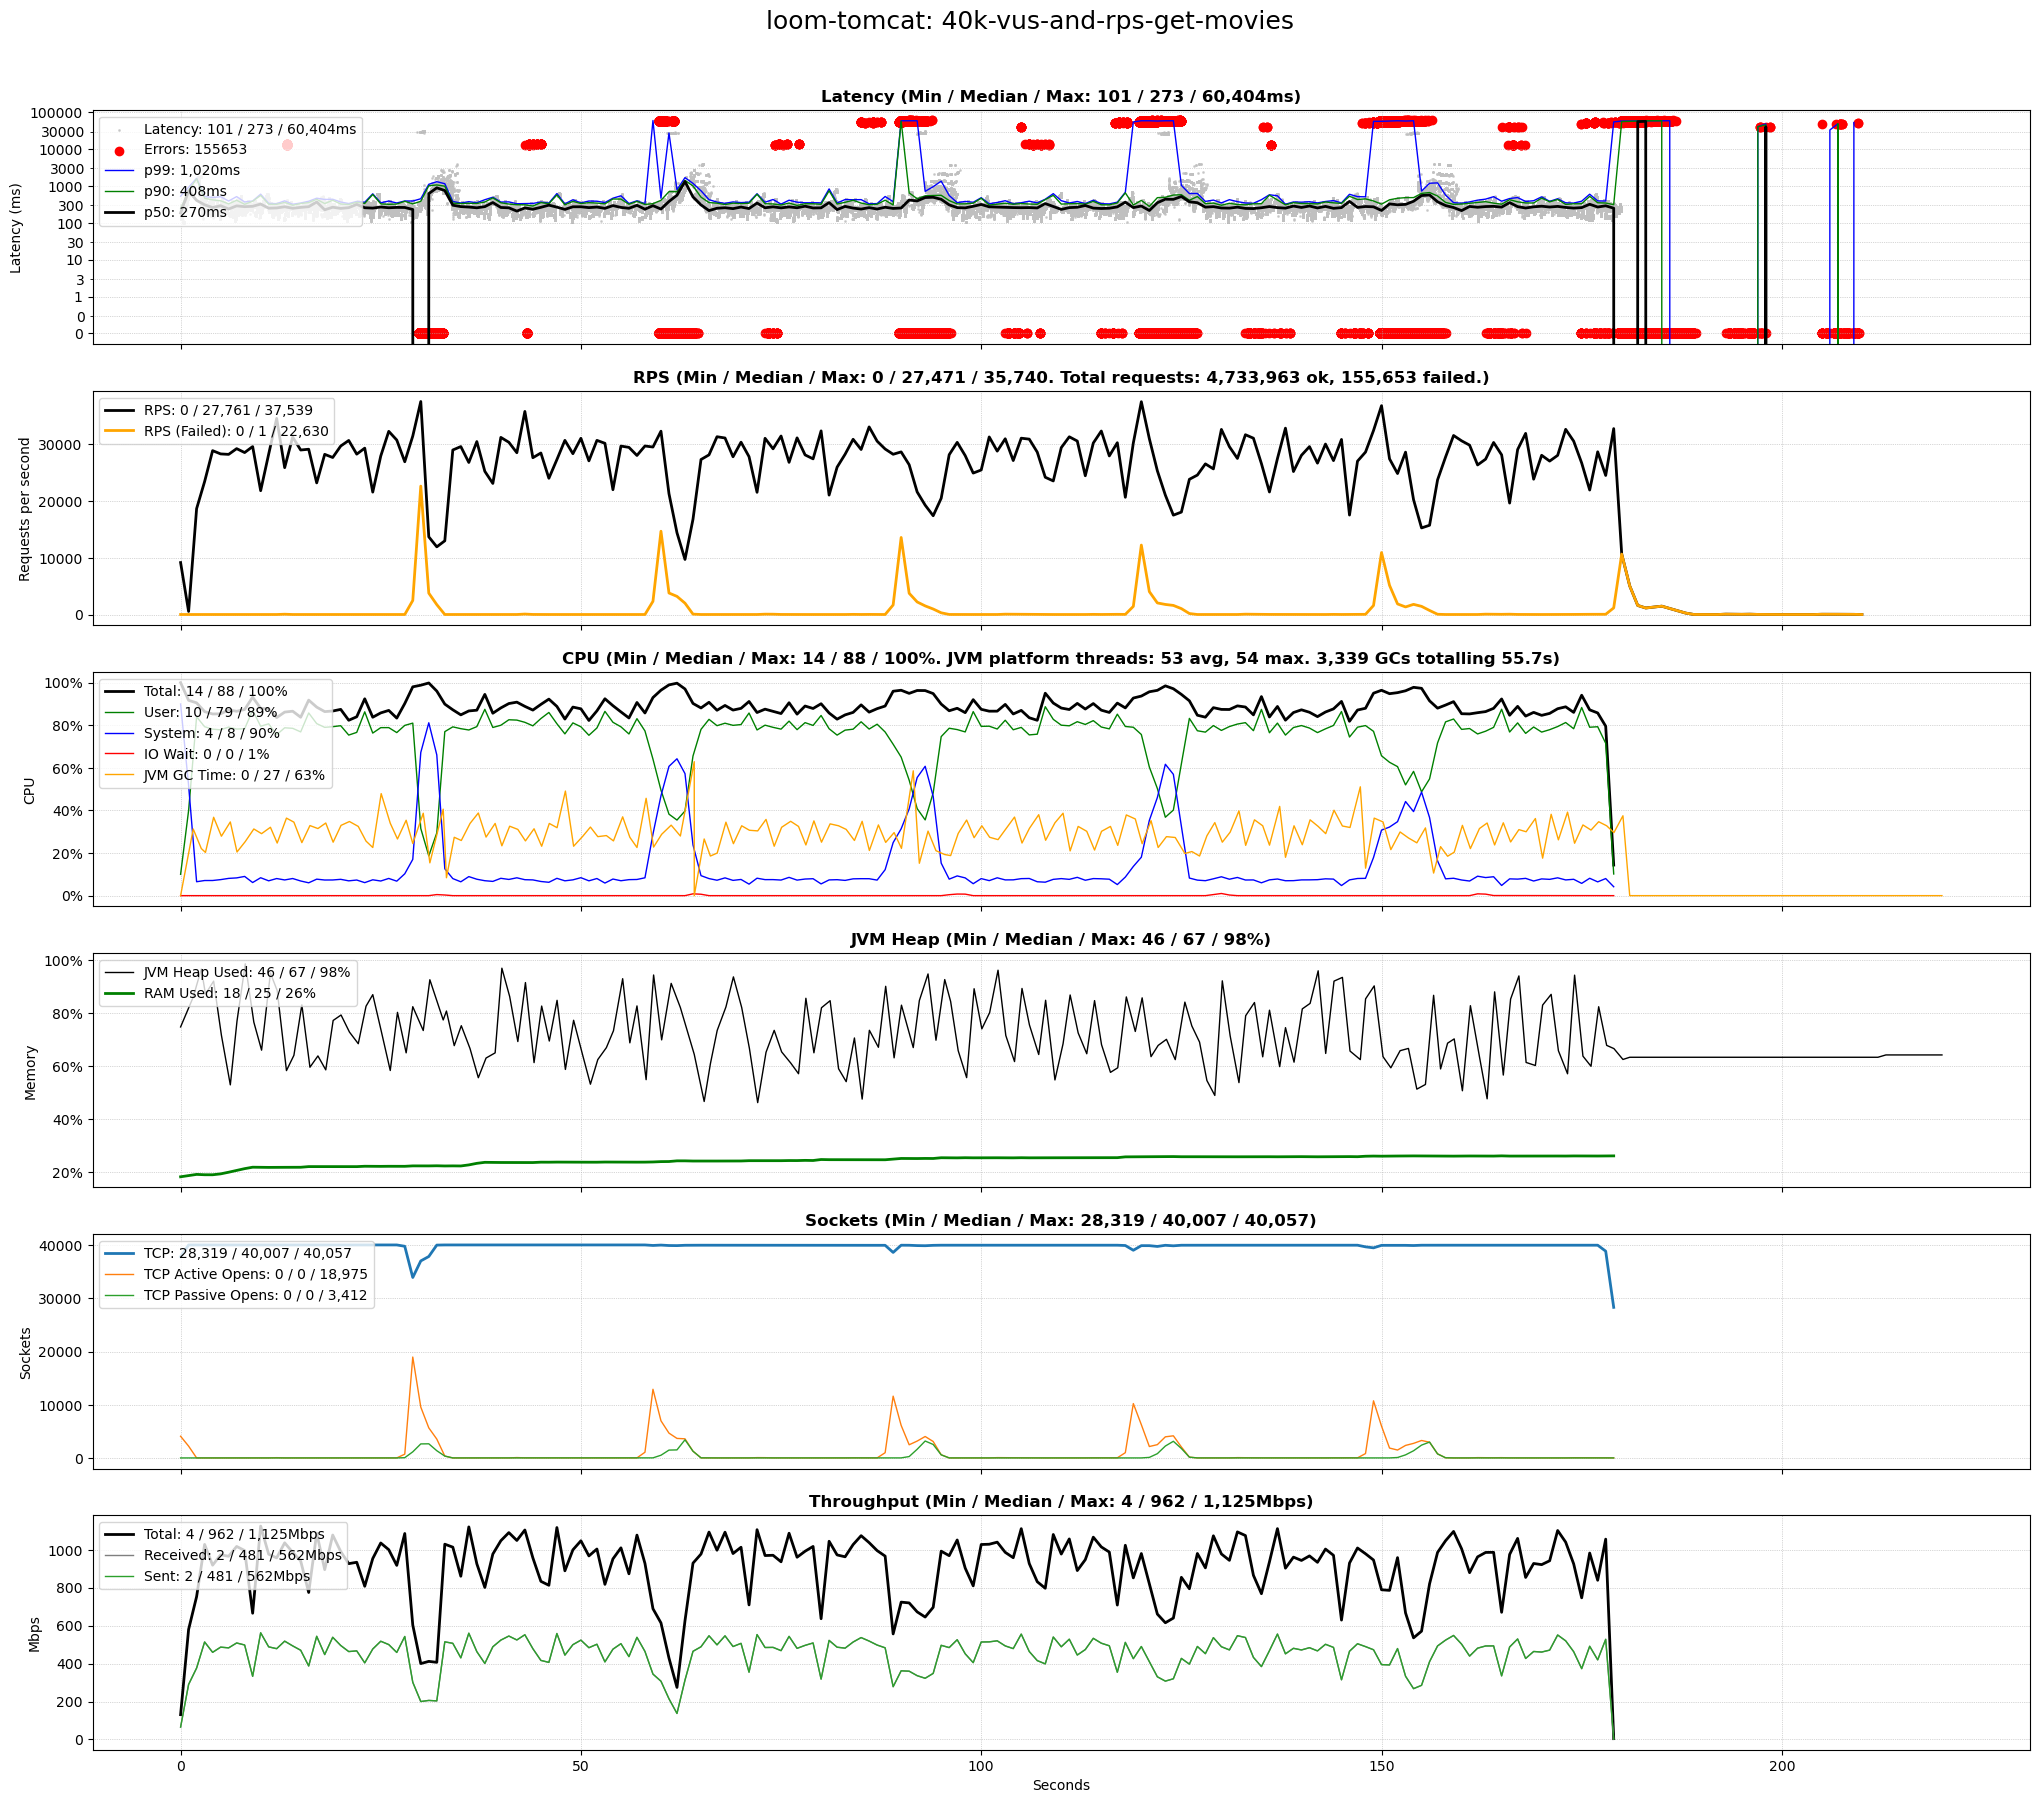 loom-tomcat: 40k-vus-and-rps-get-movies
Latency (Min / Median / Max: 101 / 273 / 60,404ms)
Latency (ms)
100000
30000
10000
3000
1000
300
100
30
10
3
1
0
0
Latency: 101 / 273 / 60,404ms
Errors: 155653
p99: 1,020ms
p90: 408ms
p50: 270ms
RPS (Min / Median / Max: 0 / 27,471 / 35,740. Total requests: 4,733,963 ok, 155,653 failed.)
Requests per second
30000
20000
10000
0
RPS: 0 / 27,761 / 37,539
RPS (Failed): 0 / 1 / 22,630
CPU (Min / Median / Max: 14 / 88 / 100%. JVM platform threads: 53 avg, 54 max. 3,339 GCs totalling 55.7s)
CPU
100%
80%
60%
40%
20%
0%
Total: 14 / 88 / 100%
User: 10 / 79 / 89%
System: 4 / 8 / 90%
IO Wait: 0 / 0 / 1%
JVM GC Time: 0 / 27 / 63%
JVM Heap (Min / Median / Max: 46 / 67 / 98%)
Memory
100%
80%
60%
40%
20%
JVM Heap Used: 46 / 67 / 98%
RAM Used: 18 / 25 / 26%
Sockets (Min / Median / Max: 28,319 / 40,007 / 40,057)
Sockets
40000
30000
20000
10000
0
TCP: 28,319 / 40,007 / 40,057
TCP Active Opens: 0 / 0 / 18,975
TCP Passive Opens: 0 / 0 / 3,412
Throughput (Min / Median / Max: 4 / 962 / 1,125Mbps)
Mbps
1000
800
600
400
200
0
Total: 4 / 962 / 1,125Mbps
Received: 2 / 481 / 562Mbps
Sent: 2 / 481 / 562Mbps
0
50
100
150
200
Seconds